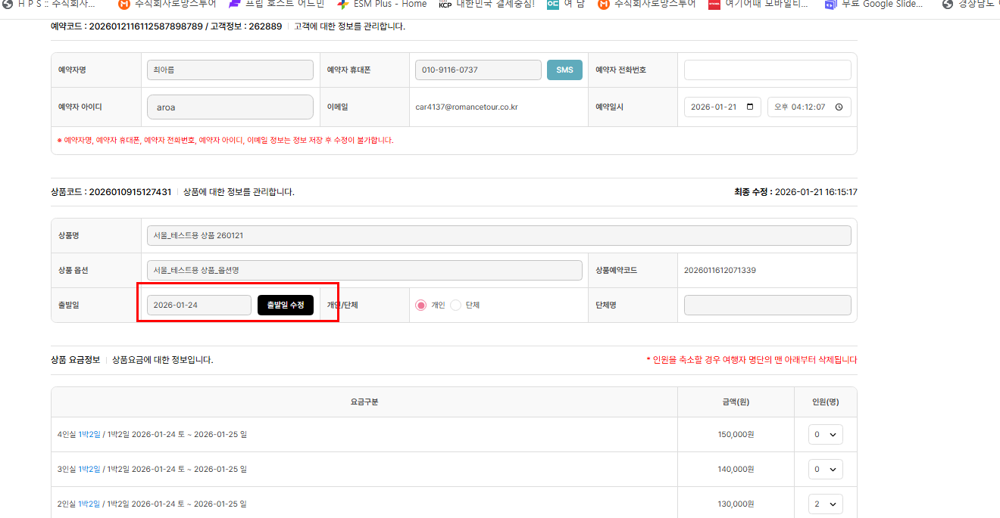 H P S :: 주식회사...
주식회사로망스투어
프립 호스트 어드민
ESM Plus - Home
KCP
대한민국 결제중심!
여 남
주식회사로망스투어
여기어때 모바일티...
무료 Google Slide...
예약코드 : 2026012116112587898789 / 고객정보 : 262889 | 고객에 대한 정보를 관리합니다.
예약자명 최아름 예약자 휴대폰 010-9116-0737 SMS 예약자 전화번호
예약자 아이디 aroa 이메일 car4137@romancetour.co.kr 예약일시 2026-01-21 오후 04:12:07
※ 예약자명, 예약자 휴대폰, 예약자 전화번호, 예약자 아이디, 이메일 정보는 정보 저장 후 수정이 불가합니다.
상품코드 : 2026010915127431 | 상품에 대한 정보를 관리합니다. 최종 수정 : 2026-01-21 16:15:17
상품명 서울_테스트용 상품 260121
상품 옵션 서울_테스트용 상품_옵션명 상품예약코드 2026011612071339
출발일 2026-01-24 출발일 수정 개인/단체 개인 단체 단체명
상품 요금정보 | 상품요금에 대한 정보입니다. * 인원을 축소할 경우 여행자 명단의 맨 아래부터 삭제됩니다
요금구분 금액(원) 인원(명)
4인실 1박2일 / 1박2일 2026-01-24 토 ~ 2026-01-25 일 150,000원 0
3인실 1박2일 / 1박2일 2026-01-24 토 ~ 2026-01-25 일 140,000원 0
2인실 1박2일 / 1박2일 2026-01-24 토 ~ 2026-01-25 일 130,000원 2